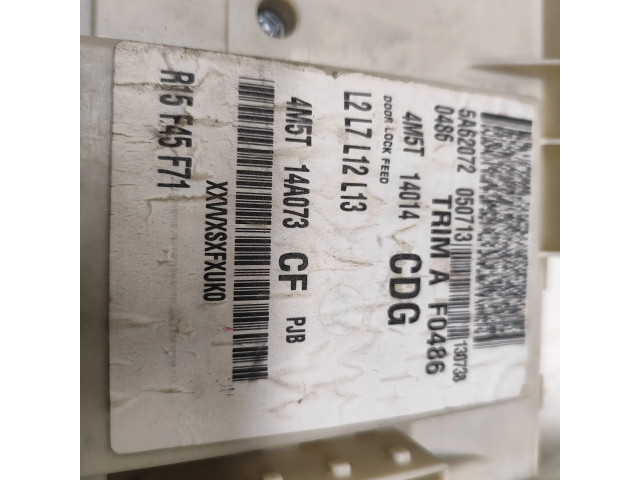 5A62072 050713 130738
0486 TRIM A F0486
4M5T 14014 CDG
DOOR LOCK FEED
L2 L7 L12 L13
4M5T 14A073 CF PJB
XXVVXSXFXUK0
R15 F45 F71